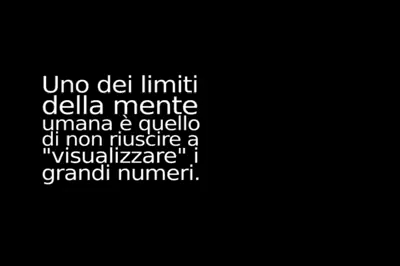 Uno dei limiti
della mente
umana è quello
di non riuscire a
"visualizzare" i
grandi numeri.